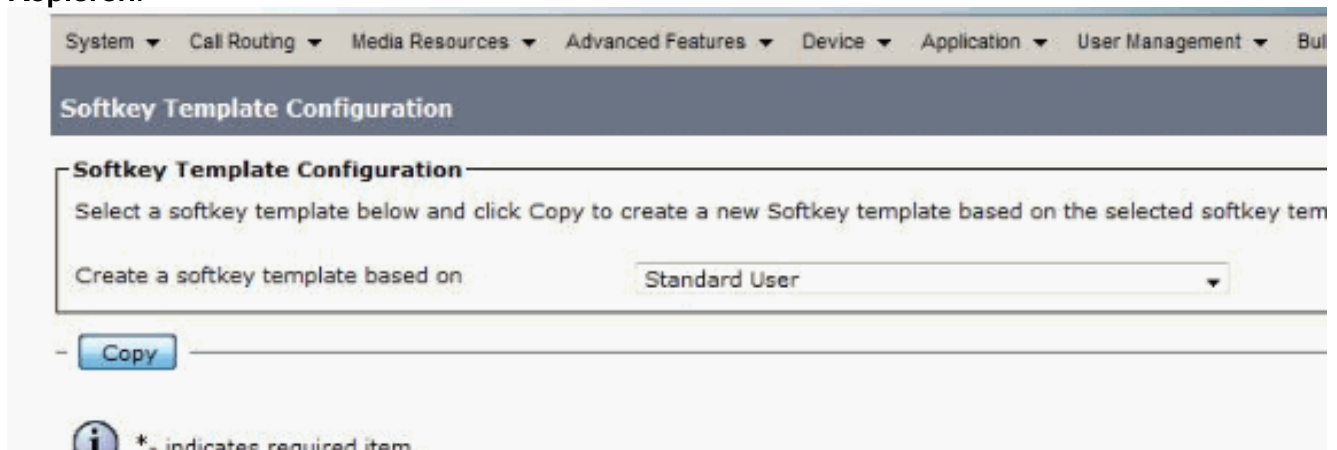 System Call Routing Media Resources Advanced Features Device Application User Management Bul
Softkey Template Configuration
Softkey Template Configuration
Select a softkey template below and click Copy to create a new Softkey template based on the selected softkey tem
Create a softkey template based on Standard User
Copy
*- indicates required item